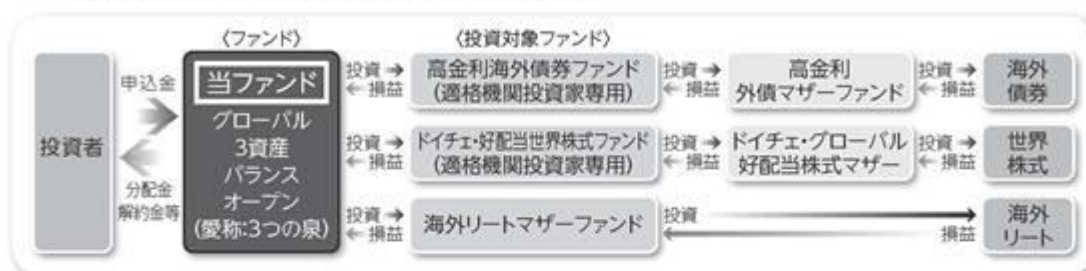 〈ファンド〉
〈投資対象ファンド〉
投資者
申込金
分配金
解約金等
当ファンド
グローバル
3資産
バランス
オープン
(愛称:3つの泉)
投資 →
← 損益
高金利海外債券ファンド
(適格機関投資家専用)
投資 →
← 損益
高金利
外債マザーファンド
投資 →
← 損益
海外
債券
投資 →
← 損益
ドイチェ・好配当世界株式ファンド
(適格機関投資家専用)
投資 →
← 損益
ドイチェ・グローバル
好配当株式マザー
投資 →
← 損益
世界
株式
投資 →
← 損益
海外リートマザーファンド
投資
損益
海外
リート